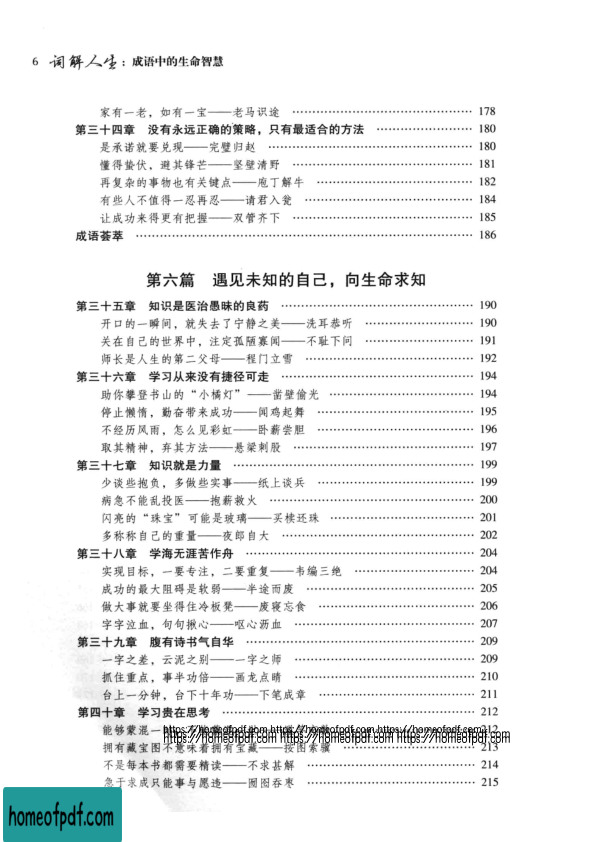 6 词解人生：成语中的生命智慧
家有一老，如有一宝——老马识途 178
第三十四章 没有永远正确的策略，只有最适合的方法 180
是承诺就要兑现——完璧归赵 180
懂得蛰伏，避其锋芒——坚壁清野 181
再复杂的事物也有关键点——庖丁解牛 182
有些人不值得一忍再忍——请君入瓮 184
让成功来得更有把握——双管齐下 185
成语荟萃 186
第六篇 遇见未知的自己，向生命求知
第三十五章 知识是医治愚昧的良药 190
开口的一瞬间，就失去了宁静之美——洗耳恭听 190
关在自己的世界中，注定孤陋寡闻——不耻下问 191
师长是人生的第二父母——程门立雪 192
第三十六章 学习从来没有捷径可走 194
助你攀登书山的“小橘灯”——凿壁偷光 194
停止懒惰，勤奋带来成功——闻鸡起舞 195
不经历风雨，怎么见彩虹——卧薪尝胆 196
取其精神，弃其方法——悬梁刺股 197
第三十七章 知识就是力量 199
少谈些抱负，多做些实事——纸上谈兵 199
病急不能乱投医——抱薪救火 200
闪亮的“珠宝”可能是玻璃——买椟还珠 201
多称称自己的重量——夜郎自大 202
第三十八章 学海无涯苦作舟 204
实现目标，一要专注，二要重复——韦编三绝 204
成功的最大阻碍是软弱——半途而废 205
做大事就要坐得住冷板凳——废寝忘食 206
字字泣血，句句揪心——呕心沥血 207
第三十九章 腹有诗书气自华 209
一字之差，云泥之别——一字之师 209
抓住重点，事半功倍——画龙点睛 210
台上一分钟，台下十年功——下笔成章 211
第四十章 学习贵在思考 212
能够蒙混一 212
https://homeofpdf.com https://homeofpdf.com https://homeofpdf.com
https://homeofpdf.com https://homeofpdf.com https://homeofpdf.com
拥有藏宝图不意味着拥有宝藏——按图索骥 213
不是每本书都需要精读——不求甚解 214
急于求成只能事与愿违——囫囵吞枣 215
homeofpdf.com